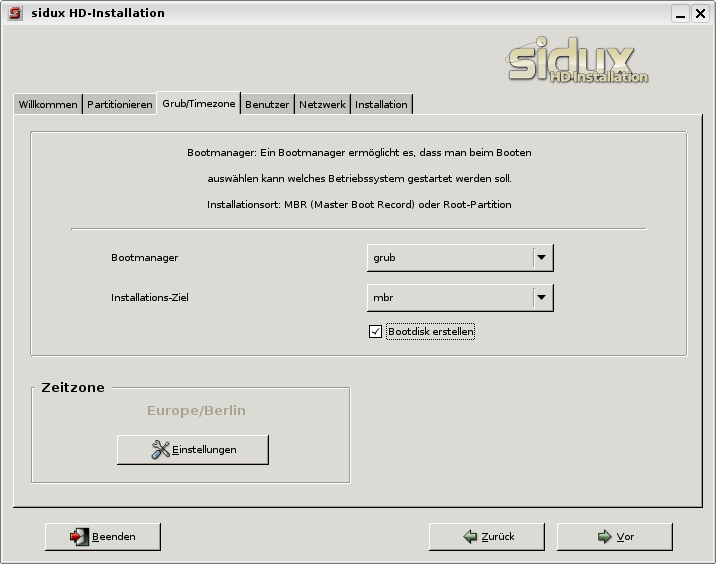 sidux HD-Installation
sidux
HD-Installation
Willkommen Partitionieren Grub/Timezone Benutzer Netzwerk Installation
Bootmanager: Ein Bootmanager ermöglicht es, dass man beim Booten
auswählen kann welches Betriebssystem gestartet werden soll.
Installationsort: MBR (Master Boot Record) oder Root-Partition
Bootmanager grub
Installations-Ziel mbr
Bootdisk erstellen
Zeitzone
Europe/Berlin
Einstellungen
Beenden Zurück Vor